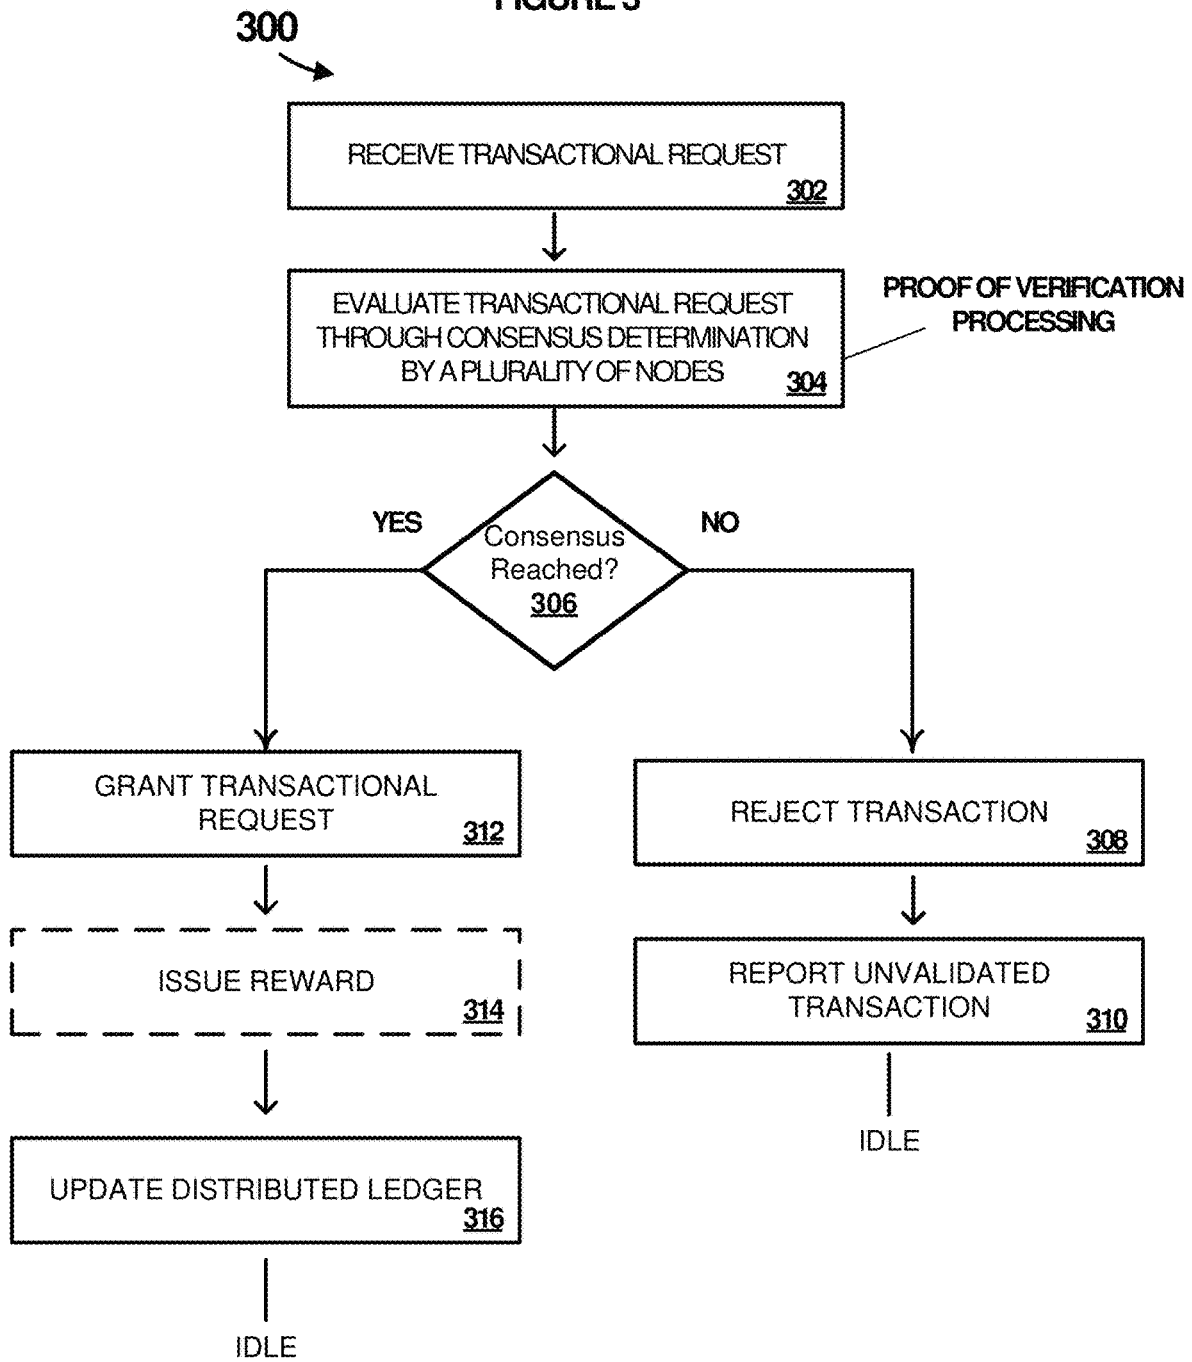 FIGURE 3
300
RECEIVE TRANSACTIONAL REQUEST
302
EVALUATE TRANSACTIONAL REQUEST
THROUGH CONSENSUS DETERMINATION
BY A PLURALITY OF NODES
304
PROOF OF VERIFICATION
PROCESSING
YES
NO
Consensus
Reached?
306
GRANT TRANSACTIONAL
REQUEST
312
REJECT TRANSACTION
308
ISSUE REWARD
314
REPORT UNVALIDATED
TRANSACTION
310
IDLE
UPDATE DISTRIBUTED LEDGER
316
IDLE